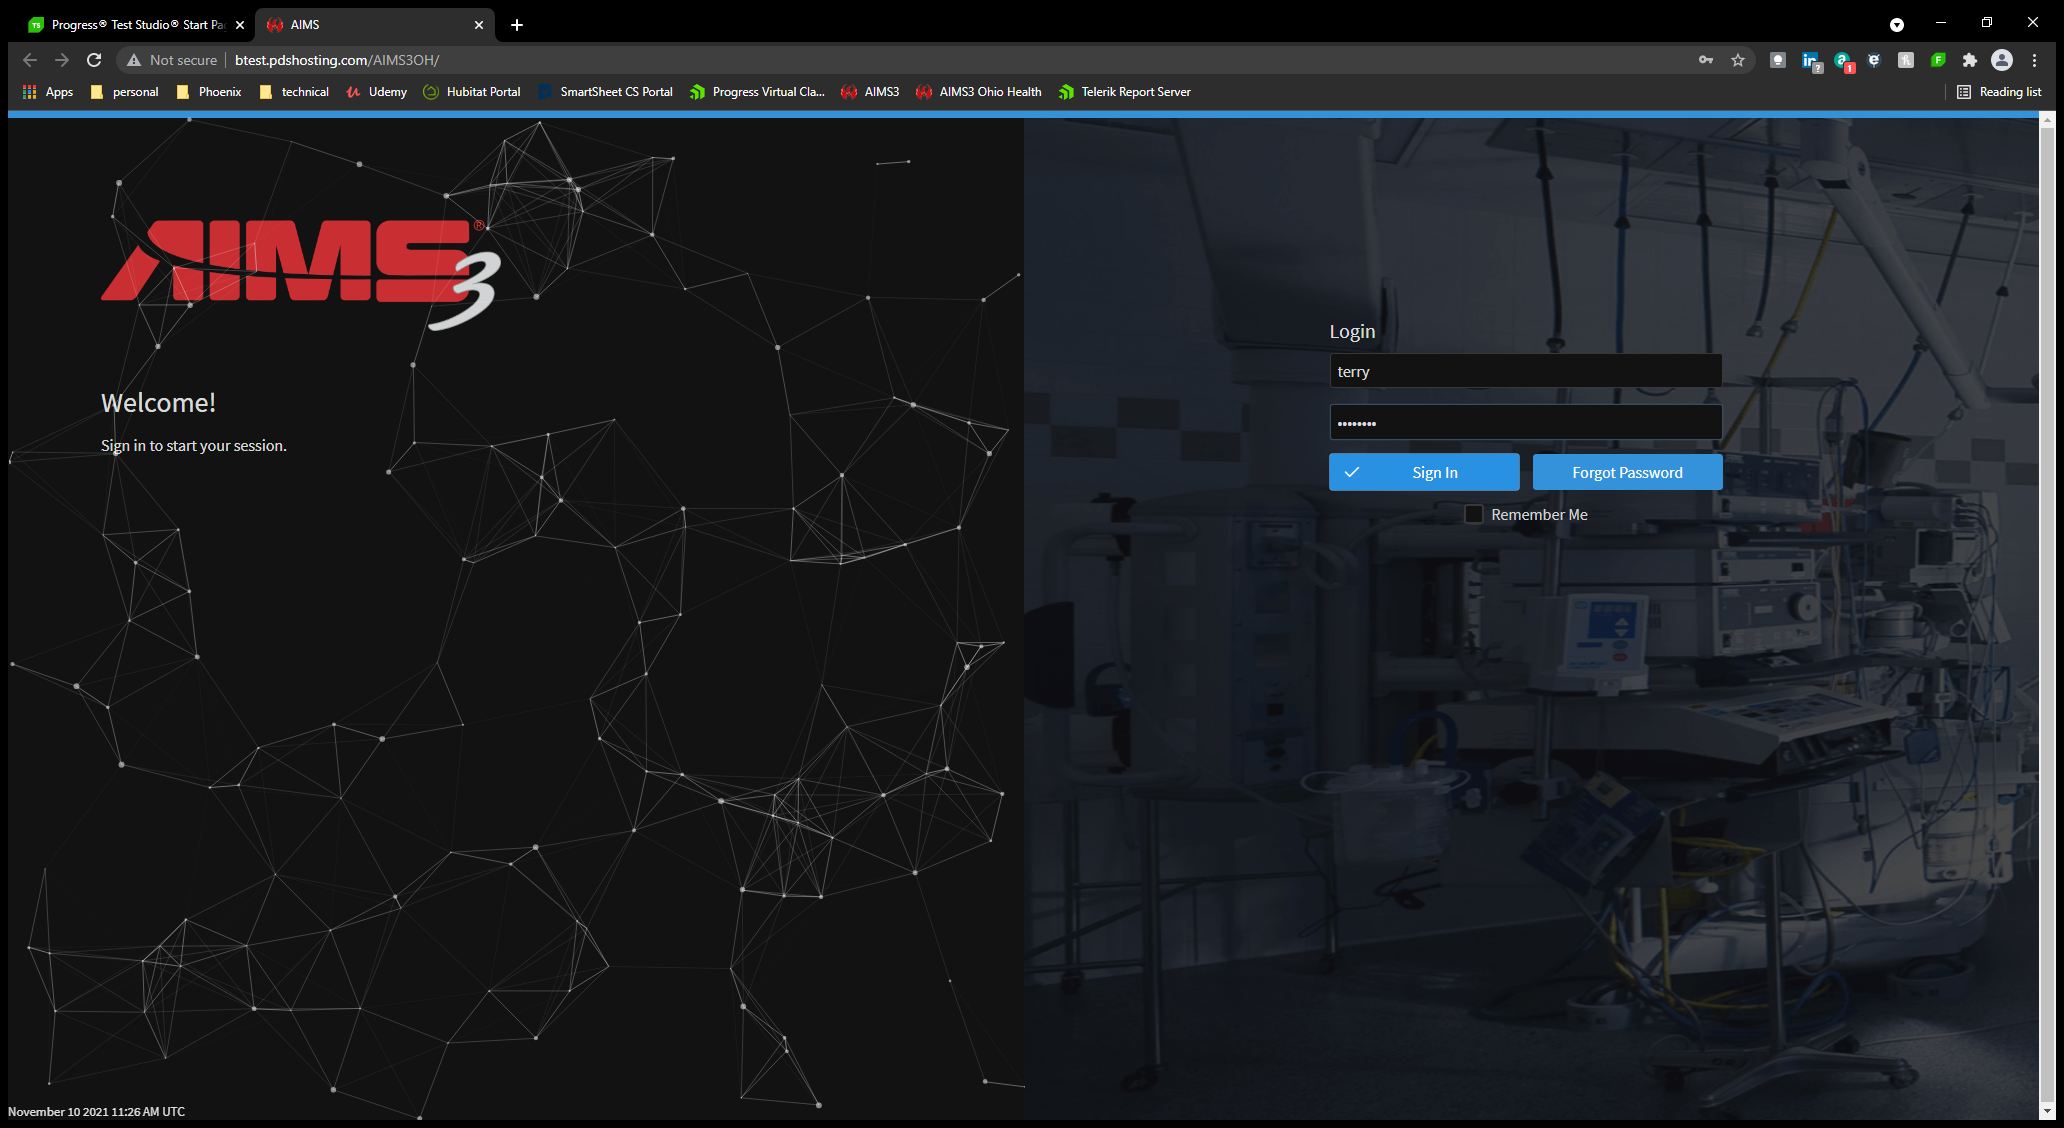 Progress® Test Studio® Start Pa
AIMS
Not secure
btest.pdshosting.com/AIMS3OH/
Apps
personal
Phoenix
technical
Udemy
Hubitat Portal
SmartSheet CS Portal
Progress Virtual Cla...
AIMS3
AIMS3 Ohio Health
Telerik Report Server
Reading list
AIMS®
3
Welcome!
Sign in to start your session.
Login
terry
••••••••
Sign In
Forgot Password
Remember Me
November 10 2021 11:26 AM UTC